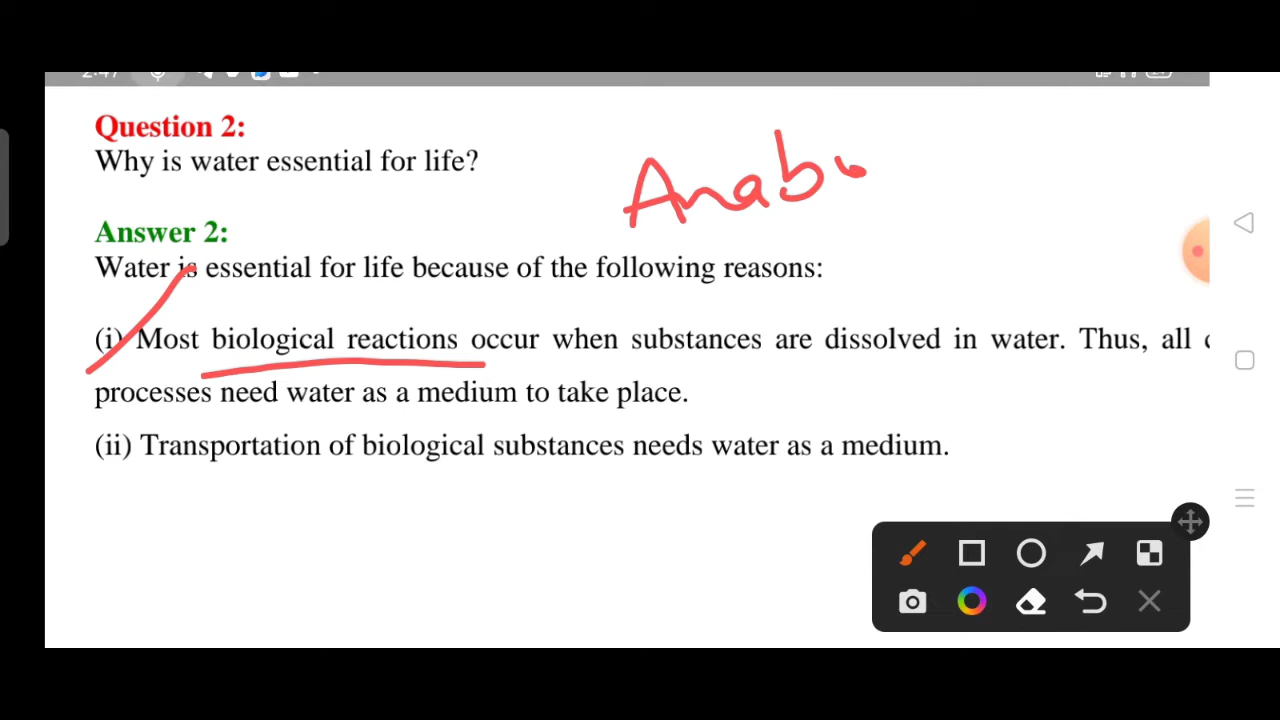 Question 2:
Why is water essential for life?
Anab
Answer 2:
Water is essential for life because of the following reasons:
(i) Most biological reactions occur when substances are dissolved in water. Thus, all
processes need water as a medium to take place.
(ii) Transportation of biological substances needs water as a medium.